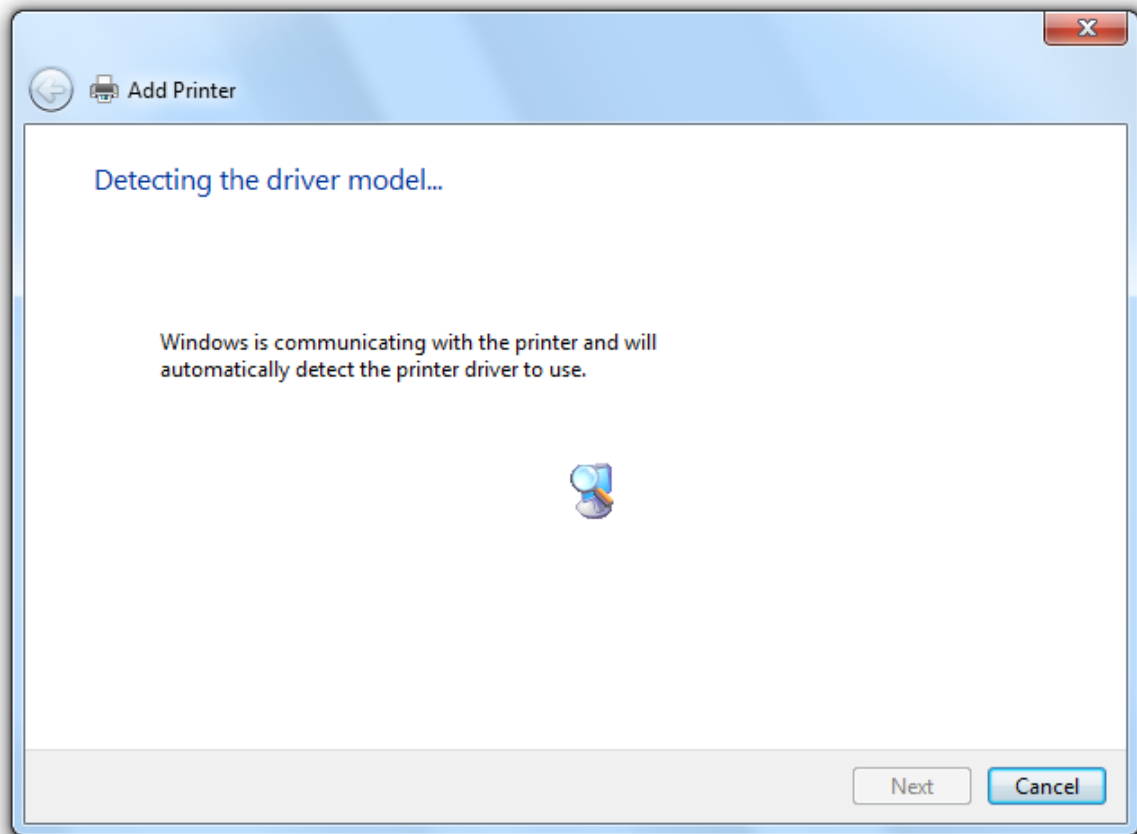 Add Printer
Detecting the driver model...
Windows is communicating with the printer and will
automatically detect the printer driver to use.
Next
Cancel